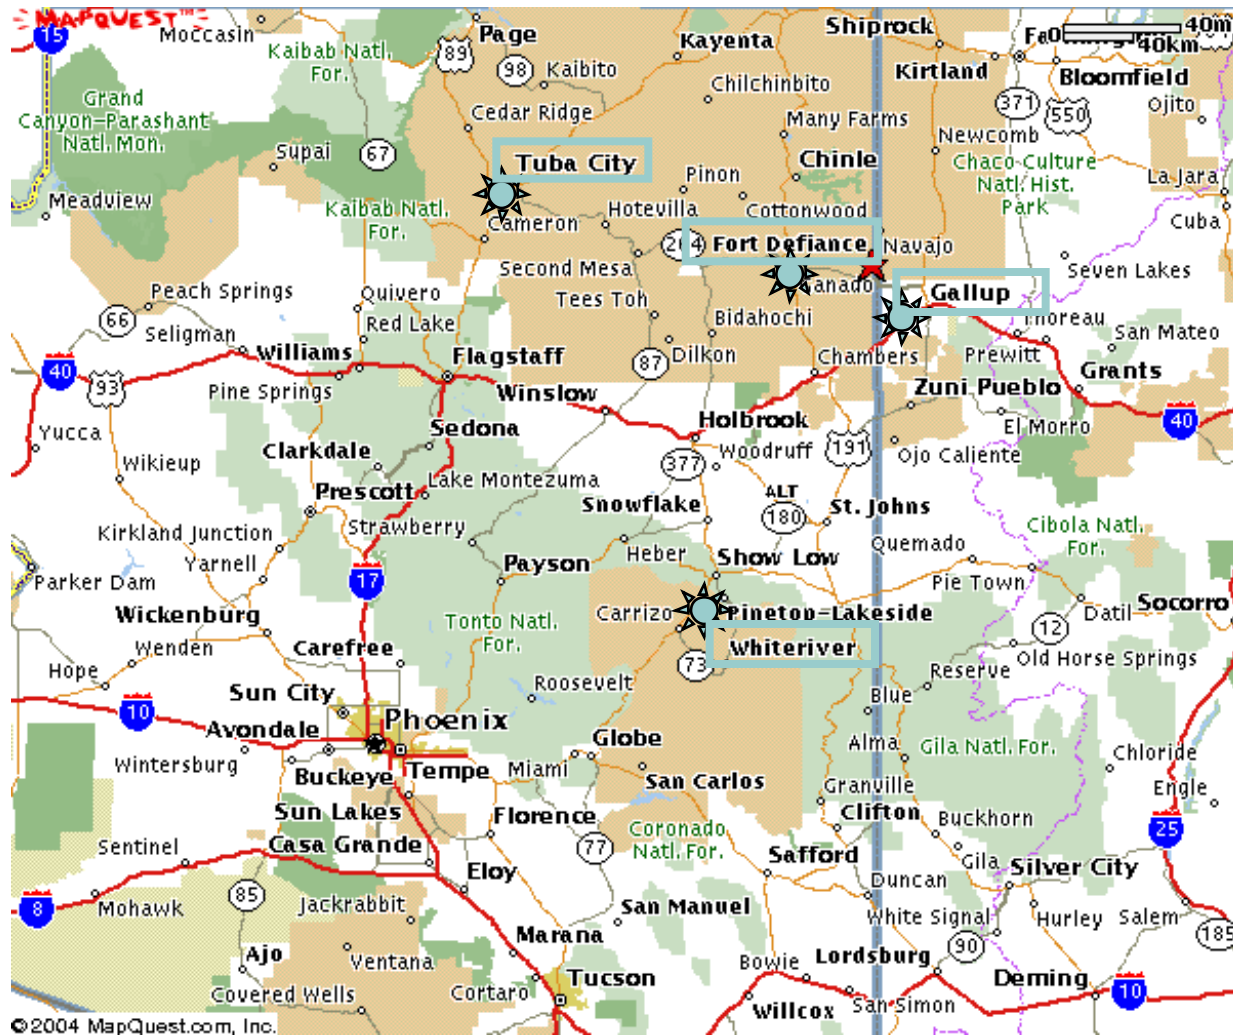 MAPQUEST™
15
Moccasin
Kaibab Natl.
For.
89
Page
98
Kaibito
Kayenta
Shiprock
40m
40km
Kirtland
Bloomfield
Chilchinbito
371
550
Ojito
Grand
Canyon-Parashant
Natl. Mon.
Cedar Ridge
Many Farms
Newcomb
Supai
67
Tuba City
Chinle
Chaco Culture
Natl. Hist.
Park
La Jara
Meadview
Pinon
Kaibab Natl.
For.
Hotevilla
Cottonwood
Cuba
Cameron
Fort Defiance
Navajo
Second Mesa
Seven Lakes
Peach Springs
Quivero
Tees Toh
Gallup
66
Seligman
Red Lake
Bidahochi
Thoreau
San Mateo
Williams
Flagstaff
Dilkon
Chambers
Prewitt
40
93
Pine Springs
Winslow
87
Zuni Pueblo
Grants
Yucca
Sedona
Holbrook
El Morro
40
Clarkdale
Woodruff
191
Ojo Caliente
Wikieup
377
Prescott
Lake Montezuma
ALT
180
Snowflake
St. Johns
Cibola Natl.
For.
Kirkland Junction
Strawberry
Heber
Quemado
Yarnell
Payson
Show Low
Parker Dam
17
Pie Town
Wickenburg
Carrizo
Pinetop-Lakeside
Datil
Socorro
Tonto Natl.
For.
12
Wenden
Carefree
Whiteriver
Old Horse Springs
Hope
73
Reserve
Sun City
Roosevelt
Blue
10
Avondale
Phoenix
Globe
Alma
Gila Natl. For.
Wintersburg
Chloride
Buckeye
Tempe
Miami
San Carlos
Granville
Engle
Sun Lakes
Florence
Clifton
Buckhorn
25
Coronado
Natl. For.
Sentinel
Casa Grande
77
Safford
Gila
Silver City
Eloy
Duncan
8
Mohawk
85
Jackrabbit
San Manuel
White Signal
Hurley
Salem
185
Marana
90
Ajo
Ventana
Bowie
Lordsburg
Tucson
Deming
Covered Wells
Cortaro
Willcox
San Simon
10
©2004 MapQuest.com, Inc.